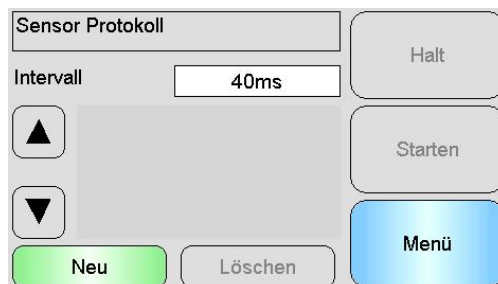 Sensor Protokoll
Halt
Intervall
40ms
Starten
Menü
Neu
Löschen